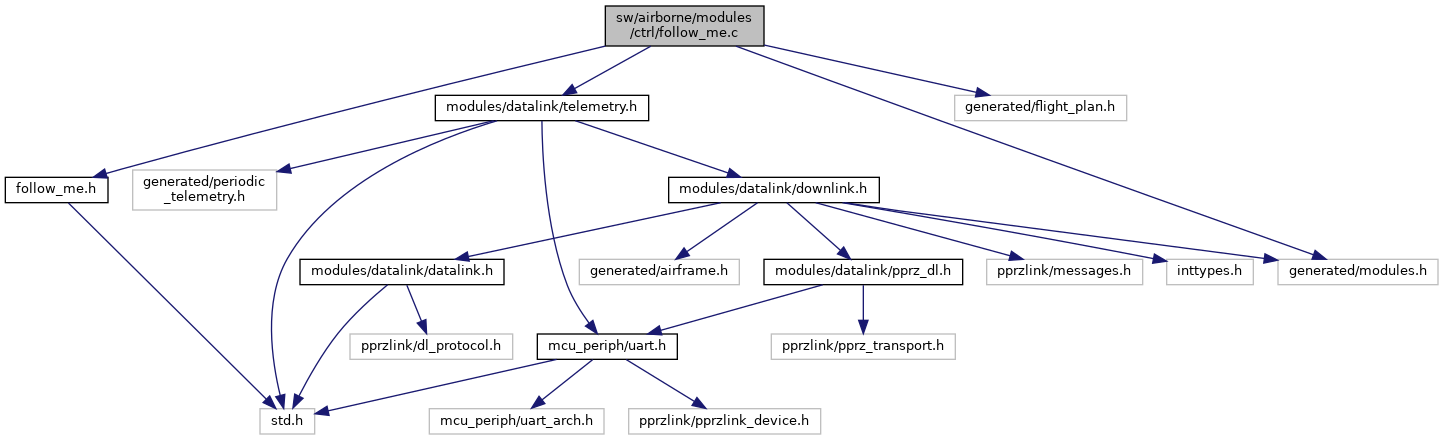 sw/airborne/modules
/ctrl/follow_me.c
modules/datalink/telemetry.h
generated/flight_plan.h
follow_me.h
generated/periodic
_telemetry.h
modules/datalink/downlink.h
modules/datalink/datalink.h
generated/airframe.h
modules/datalink/pprz_dl.h
pprzlink/messages.h
inttypes.h
generated/modules.h
pprzlink/dl_protocol.h
mcu_periph/uart.h
pprzlink/pprz_transport.h
std.h
mcu_periph/uart_arch.h
pprzlink/pprzlink_device.h